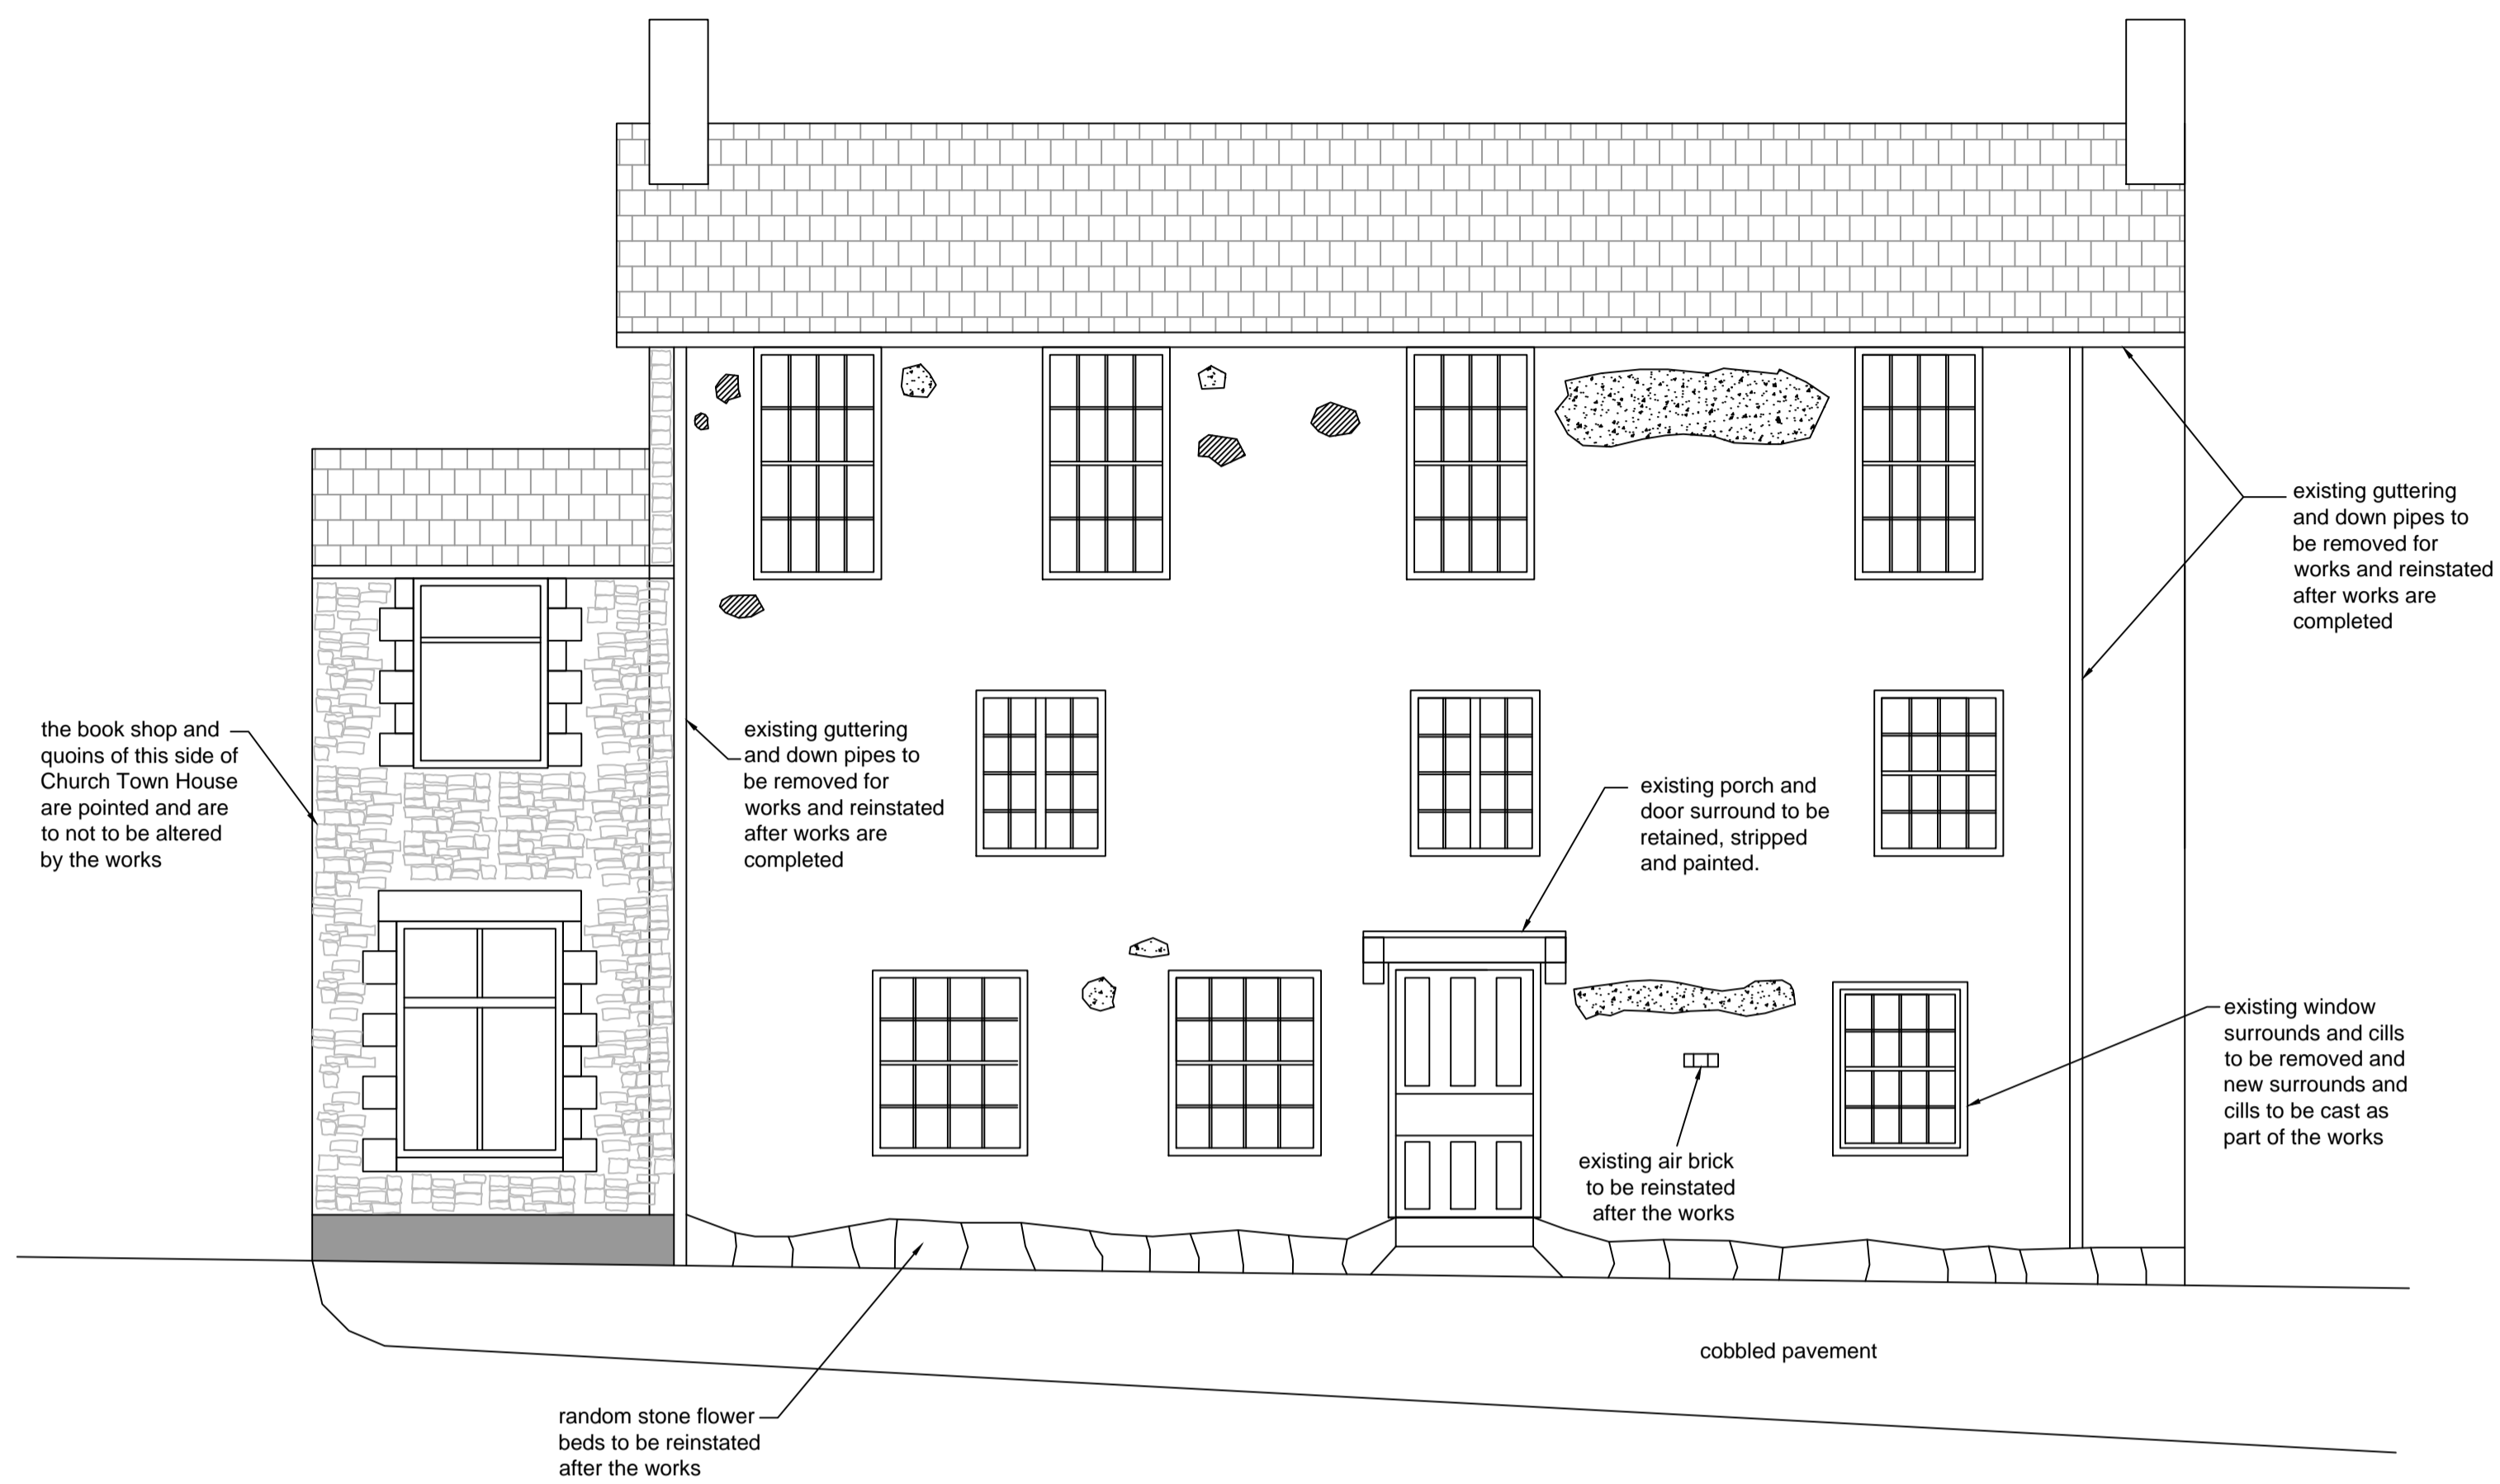 existing guttering
and down pipes to
be removed for
works and reinstated
after works are
completed
the book shop and
quoins of this side of
Church Town House
are pointed and are
to not to be altered
by the works
existing guttering
and down pipes to
be removed for
works and reinstated
after works are
completed
existing porch and
door surround to be
retained, stripped
and painted.
existing window
surrounds and cills
to be removed and
new surrounds and
cills to be cast as
part of the works
existing air brick
to be reinstated
after the works
cobbled pavement
random stone flower
beds to be reinstated
after the works